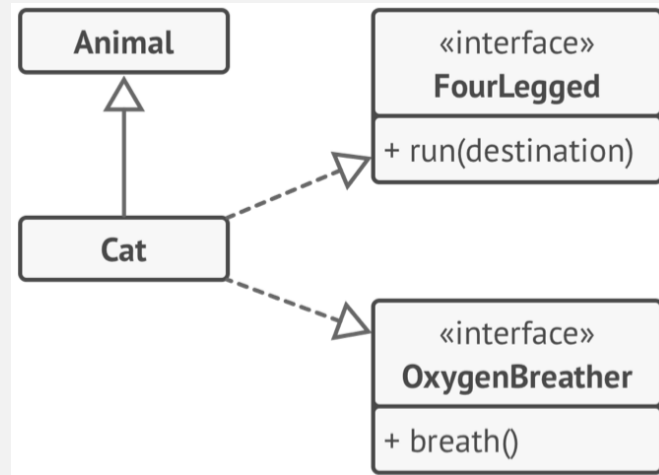 Animal
«interface»
FourLegged
+ run(destination)
Cat
«interface»
OxygenBreather
+ breath()